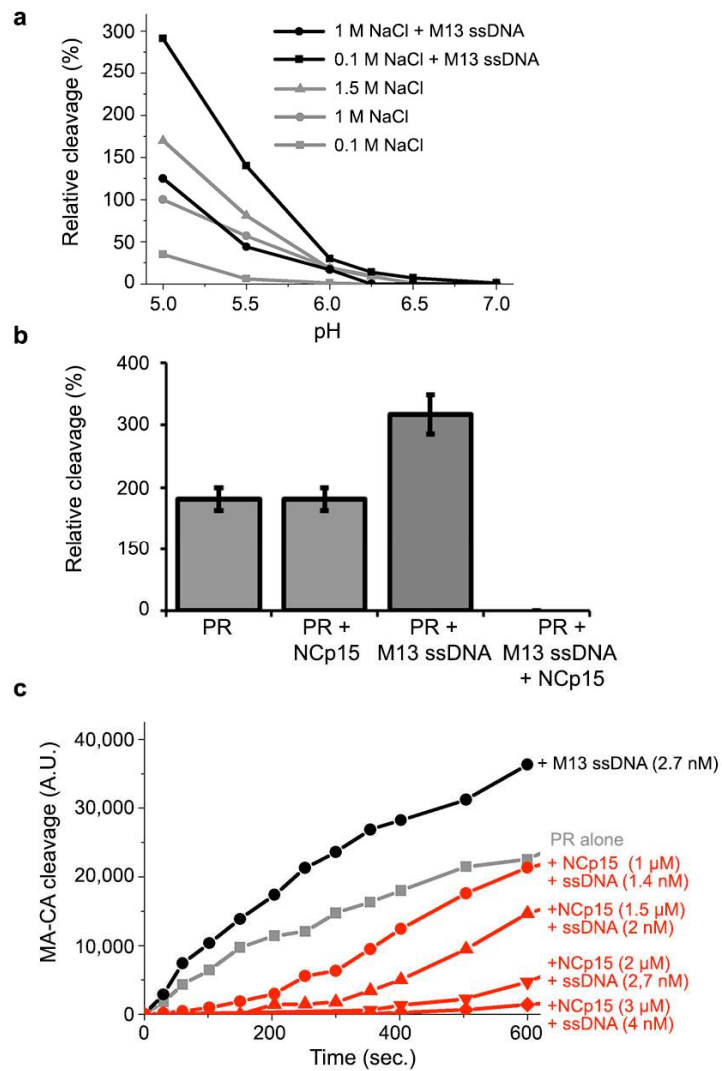 a
300
250
200
150
100
50
0
Relative cleavage (%)
1 M NaCl + M13 ssDNA
0.1 M NaCl + M13 ssDNA
1.5 M NaCl
1 M NaCl
0.1 M NaCl
5.0 5.5 6.0 6.5 7.0
pH
b
400
300
200
150
0
Relative cleavage (%)
PR
PR +
NCp15
PR +
M13 ssDNA
PR +
M13 ssDNA
+ NCp15
c
40,000
30,000
20,000
10,000
0
MA-CA cleavage (A.U.)
+ M13 ssDNA (2.7 nM)
PR alone
+ NCp15 (1 µM)
+ ssDNA (1.4 nM)
+NCp15 (1.5 µM)
+ ssDNA (2 nM)
+NCp15 (2 µM)
+ ssDNA (2,7 nM)
+NCp15 (3 µM)
+ ssDNA (4 nM)
0 200 400 600
Time (sec.)